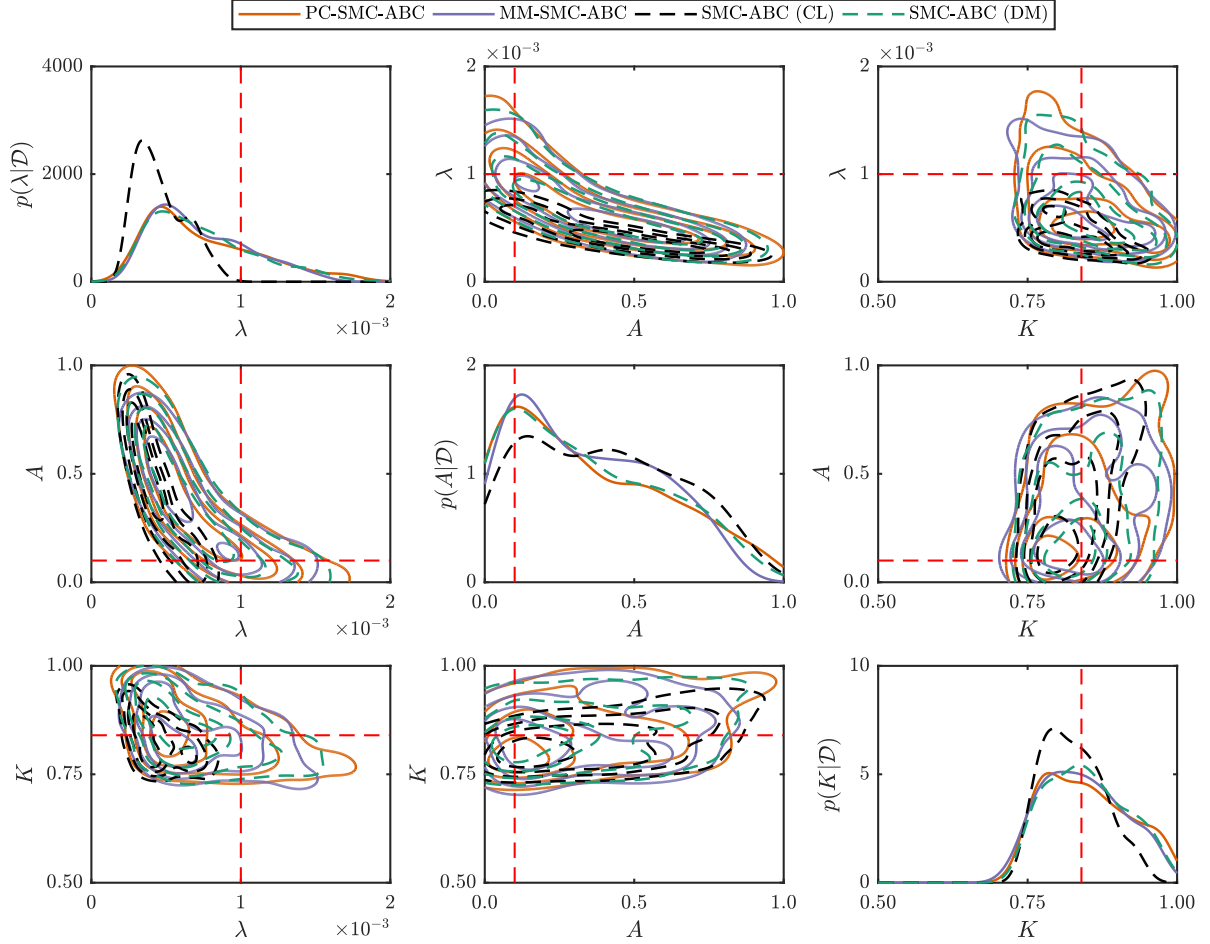 PC-SMC-ABC MM-SMC-ABC SMC-ABC (CL) SMC-ABC (DM)
×10⁻³ ×10⁻³
4000 2 2
p(λ|𝒟) λ λ
2000 1 1
0 0 0
0 1 2 0.0 0.5 1.0 0.50 0.75 1.00
λ ×10⁻³ A K
1.0 2 1.0
A p(A|𝒟) A
0.5 1 0.5
0.0 0 0.0
0 1 2 0.0 0.5 1.0 0.50 0.75 1.00
λ ×10⁻³ A K
1.00 1.00 10
K K p(K|𝒟)
0.75 0.75 5
0.50 0.50 0
0 1 2 0.0 0.5 1.0 0.50 0.75 1.00
λ ×10⁻³ A K